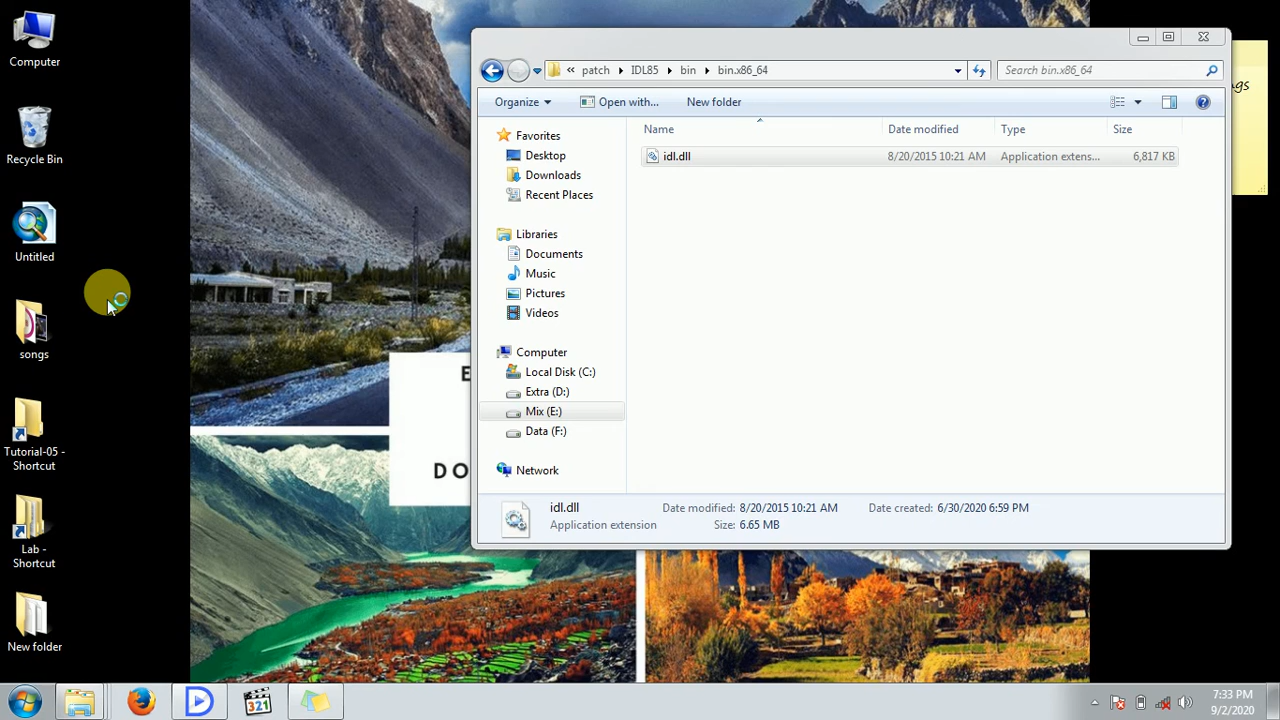 Computer
Recycle Bin
Untitled
songs
Tutorial-05 -
Shortcut
Lab -
Shortcut
New folder
« patch IDL85 bin bin.x86_64
Search bin.x86_64
Organize Open with... New folder
Name Date modified Type Size
idl.dll 8/20/2015 10:21 AM Application extens... 6,817 KB
Favorites
Desktop
Downloads
Recent Places
Libraries
Documents
Music
Pictures
Videos
Computer
Local Disk (C:)
Extra (D:)
Mix (E:)
Data (F:)
Network
idl.dll Date modified: 8/20/2015 10:21 AM Date created: 6/30/2020 6:59 PM
Application extension Size: 6.65 MB
E
DO
321
7:33 PM
9/2/2020